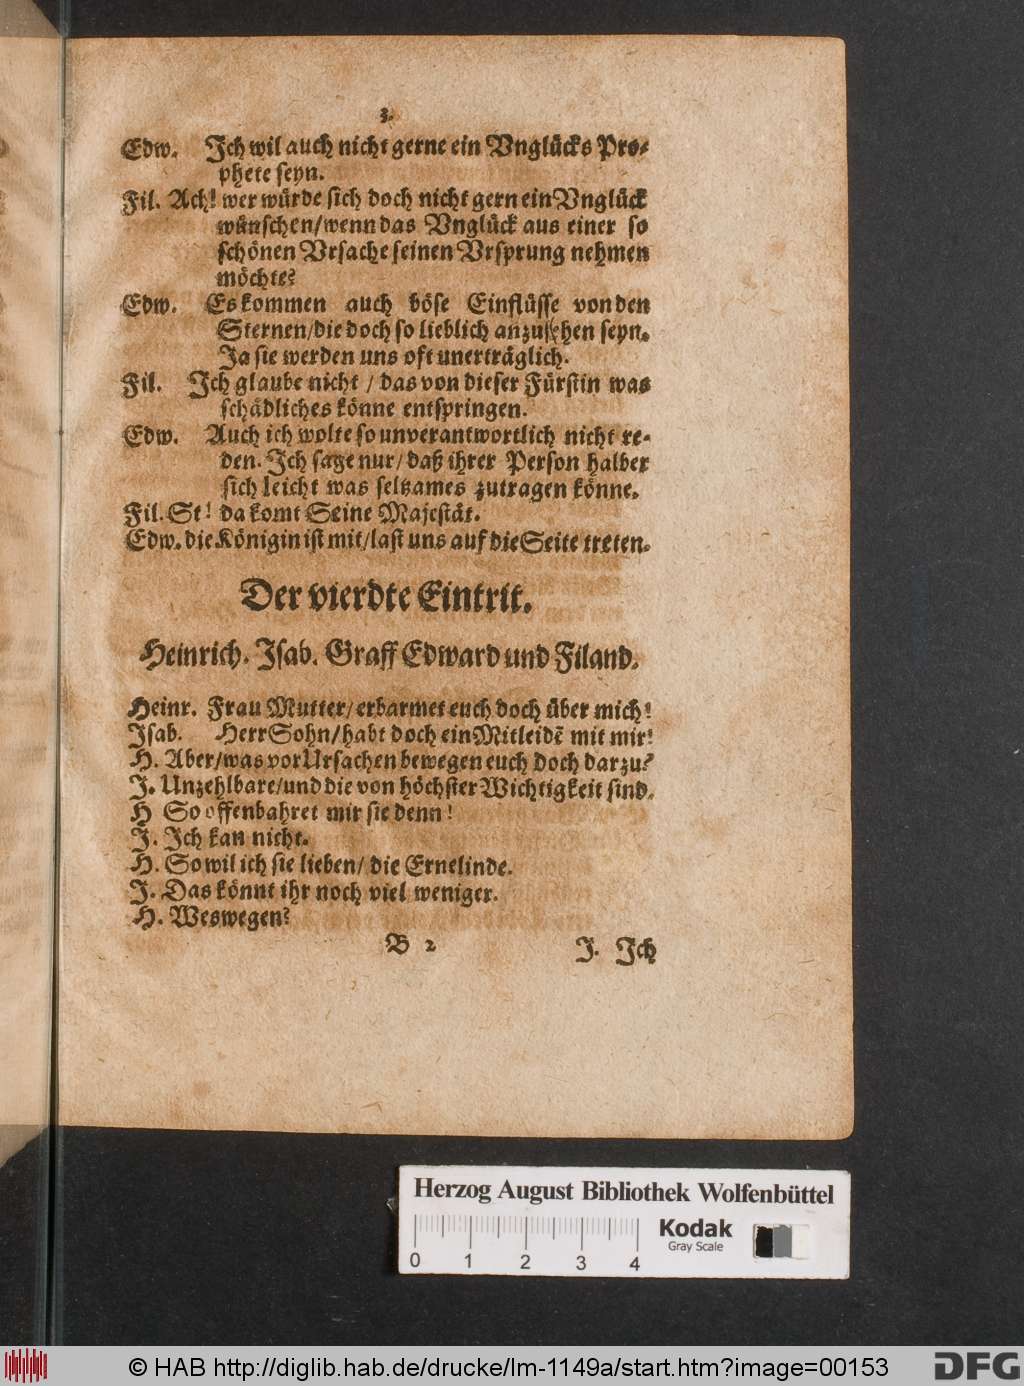 3.
Edw. Ich wil auch nicht gerne ein Vnglücks Pro-
phete seyn.
Fil. Ach! wer würde sich doch nicht gern ein Vnglück
wünschen/wenn das Vnglück aus einer so
schönen Vrsache seinen Vrsprung nehmen
möchte?
Edw. Es kommen auch böse Einflüsse von den
Sternen/die doch so lieblich anzusehen seyn.
Ja sie werden uns oft unerträglich.
Fil. Ich glaube nicht / das von dieser Fürstin was
schädliches könne entspringen.
Edw. Auch ich wolte so unverantwortlich nicht re-
den. Ich sage nur/ daß ihrer Person halber
sich leicht was seltzames zutragen könne.
Fil. St! da komt Seine Majestät.
Edw. die Königin ist mit/last uns auf die Seite treten.
Der vierdte Eintrit.
Heinrich. Isab. Graff Edward und Filand.
Heinr. Frau Mutter/ erbarmet euch doch über mich!
Isab. Herr Sohn/habt doch ein Mitleidẽ mit mir!
H. Aber/was vor Ursachen bewegen euch doch darzu?
J. Unzehlbare/und die von höchster Wichtigkeit sind.
H So offenbahret mir sie denn!
J. Ich kan nicht.
H. So wil ich sie lieben/ die Ernelinde.
J. Das könnt ihr noch viel weniger.
H. Weswegen?
B 2 J. Ich
Herzog August Bibliothek Wolfenbüttel
Kodak
Gray Scale
0 1 2 3 4
© HAB http://diglib.hab.de/drucke/lm-1149a/start.htm?image=00153
DFG